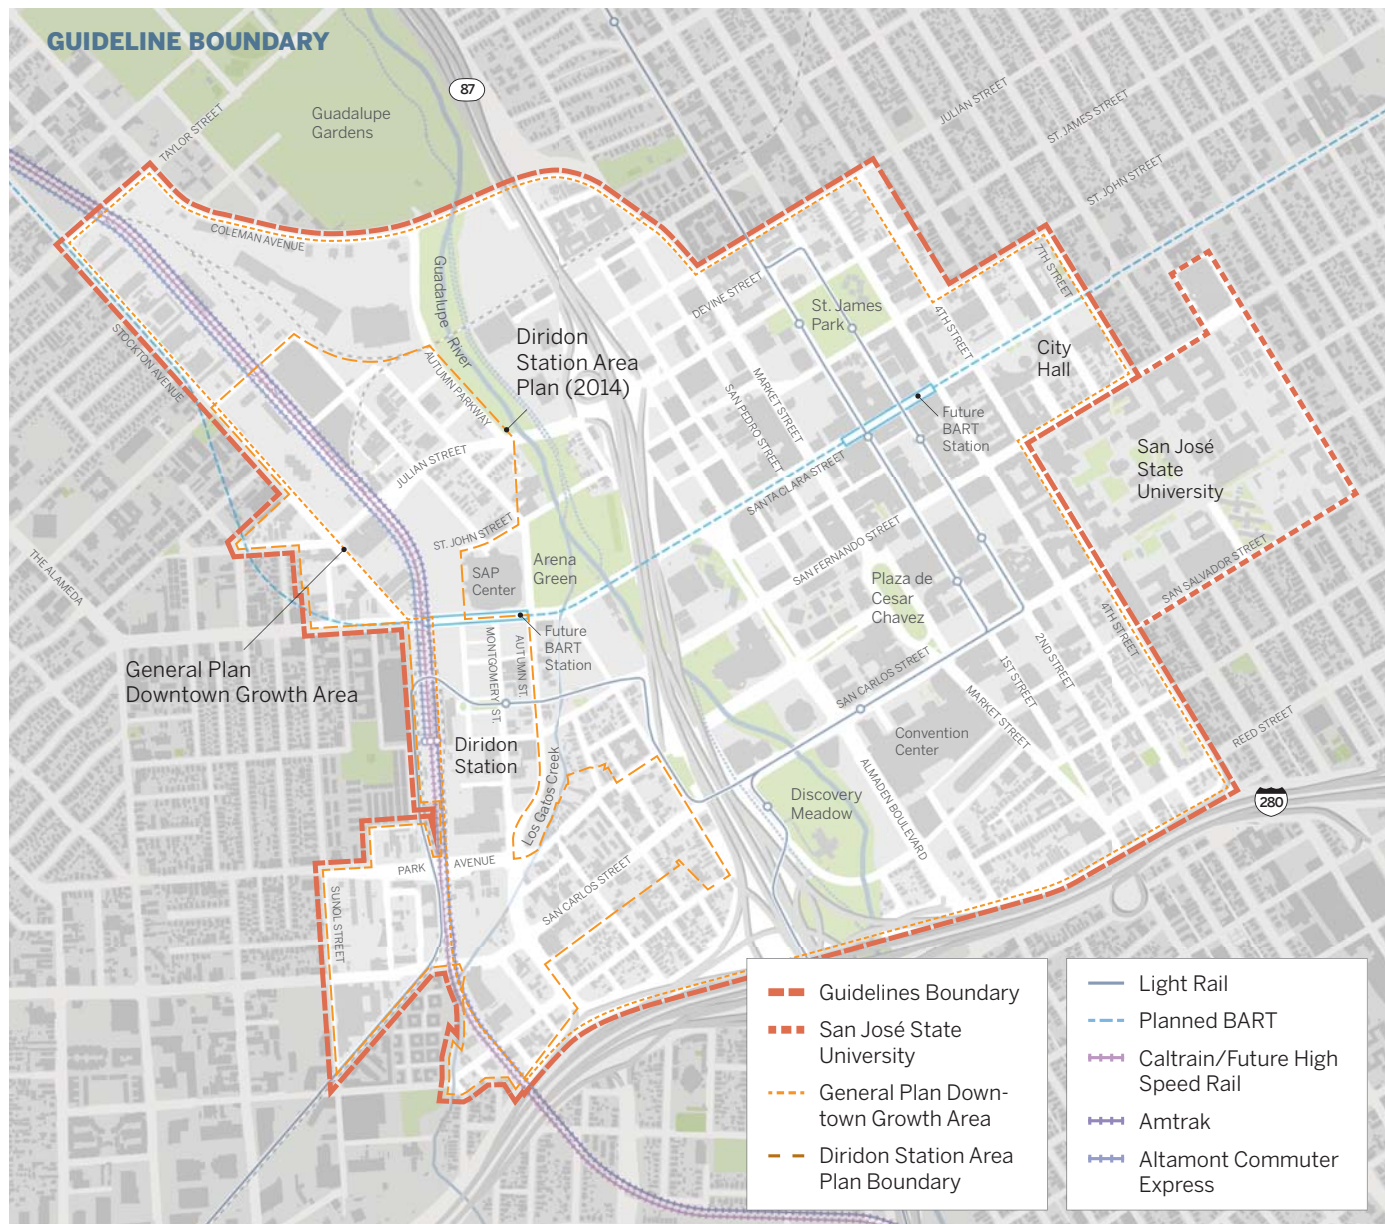 GUIDELINE BOUNDARY
87
Guadalupe
Gardens
TAYLOR STREET
JULIAN STREET
ST. JAMES STREET
ST. JOHN STREET
COLEMAN AVENUE
Guadalupe River
7TH STREET
DEVINE STREET
St. James
Park
4TH STREET
STOCKTON AVENUE
Diridon
Station Area
Plan (2014)
AUTUMN PARKWAY
City
Hall
MARKET STREET
SAN PEDRO STREET
Future
BART
Station
JULIAN STREET
San José
State
University
SANTA CLARA STREET
ST. JOHN STREET
SAN FERNANDO STREET
SAN SALVADOR STREET
THE ALAMEDA
Arena
Green
SAP
Center
Plaza de
Cesar
Chavez
4TH STREET
Future
BART
Station
MONTGOMERY ST.
AUTUMN ST.
2ND STREET
1ST STREET
General Plan
Downtown Growth Area
SAN CARLOS STREET
MARKET STREET
REED STREET
Diridon
Station
Convention
Center
Los Gatos Creek
ALMADEN BOULEVARD
Discovery
Meadow
280
PARK AVENUE
SUNOL STREET
SAN CARLOS STREET
Guidelines Boundary
San José State
University
General Plan Down-
town Growth Area
Diridon Station Area
Plan Boundary
Light Rail
Planned BART
Caltrain/Future High
Speed Rail
Amtrak
Altamont Commuter
Express